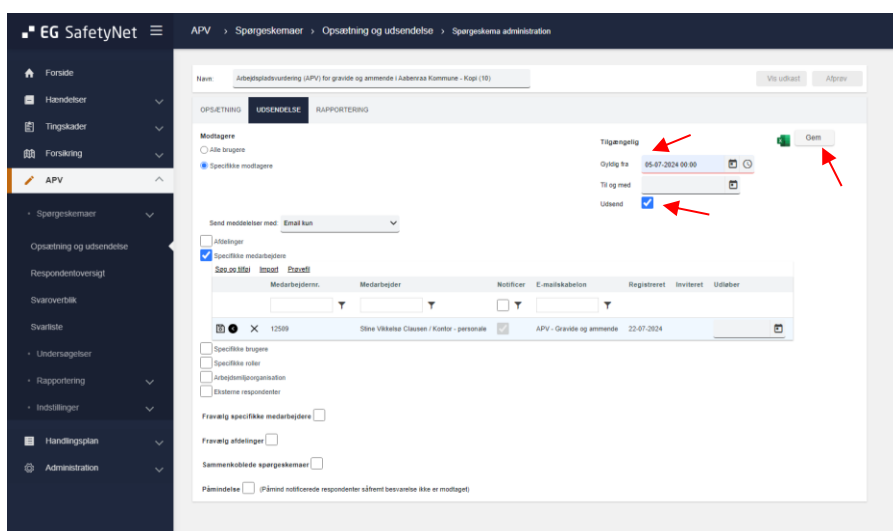 EG SafetyNet
APV > Spørgeskemaer > Opsætning og udsendelse > Spørgeskema administration
Forside
Hændelser
Tingskader
Forsikring
APV
Spørgeskemaer
Opsætning og udsendelse
Respondentoversigt
Svaroverblik
Svarliste
Undersøgelser
Rapportering
Indstillinger
Handlingsplan
Administration
Navn: Arbejdspladsvurdering (APV) for gravide og ammende i Aabenraa Kommune - Kopi (10)
Vis udkast Afprøv
OPSÆTNING UDSENDELSE RAPPORTERING
Modtagere
Alle brugere
Specifikke modtagere
Tilgængelig
Gem
Gyldig fra 05-07-2024 00:00
Til og med
Udsend
Send meddelelser med: Email kun
Afdelinger
Specifikke medarbejdere
Søg og tilføj Import Prøvefil
Medarbejdernr. Medarbejder Notificer E-mailskabelon Registreret Inviteret Udløber
12509 Stine Vikkelsø Clausen / Kontor - personale APV - Gravide og ammende 22-07-2024
Specifikke brugere
Specifikke roller
Arbejdsmiljøorganisation
Eksterne respondenter
Fravælg specifikke medarbejdere
Fravælg afdelinger
Sammenkoblede spørgeskemaer
Påmindelse (Påmind notificerede respondenter såfremt besvarelse ikke er modtaget)